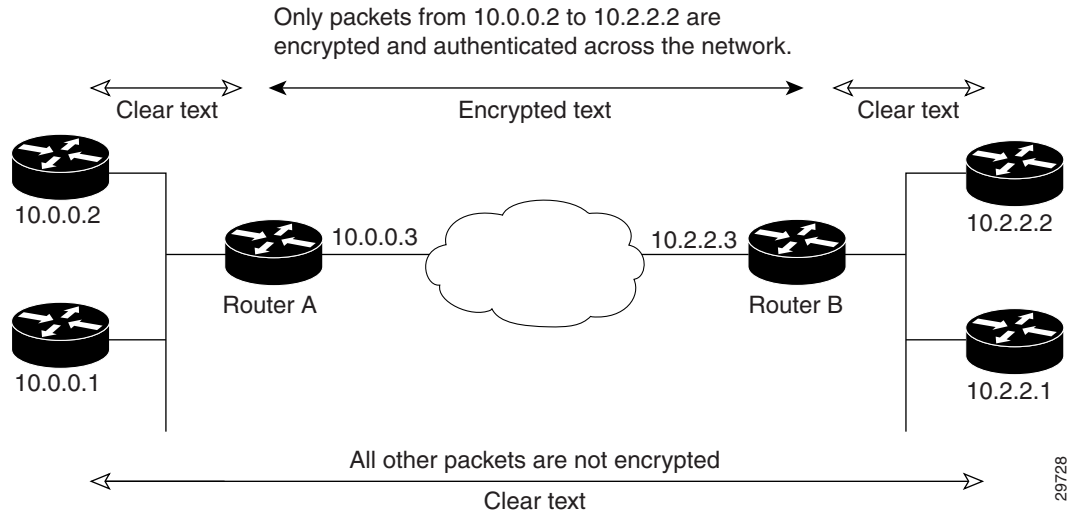 Only packets from 10.0.0.2 to 10.2.2.2 are
encrypted and authenticated across the network.
Clear text
Encrypted text
Clear text
10.0.0.2
10.0.0.3
10.2.2.3
10.2.2.2
Router A
Router B
10.0.0.1
10.2.2.1
All other packets are not encrypted
Clear text
29728